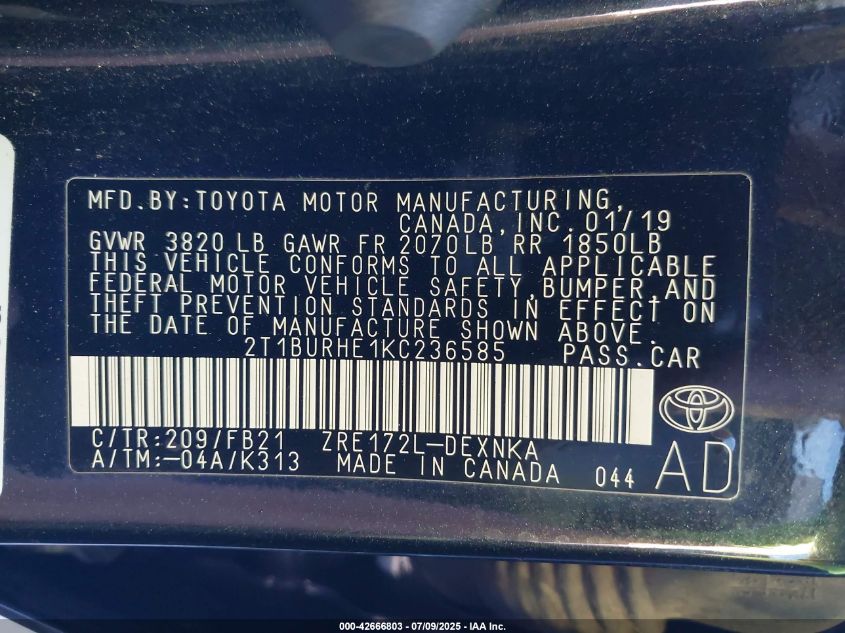 MFD.BY:TOYOTA MOTOR MANUFACTURING,
CANADA,INC.01/19
GVWR 3820 LB GAWR FR 2070LB RR 1850LB
THIS VEHICLE CONFORMS TO ALL APPLICABLE
FEDERAL MOTOR VEHICLE SAFETY,BUMPER,AND
THEFT PREVENTION STANDARDS IN EFFECT ON
THE DATE OF MANUFACTURE SHOWN ABOVE.
2T1BURHE1KC236585 PASS.CAR
C/TR:209/FB21 ZRE172L-DEXNKA
A/TM:-04A/K313 MADE IN CANADA 044 AD
000-42666803 / 07/09/2025 - IAA Inc.